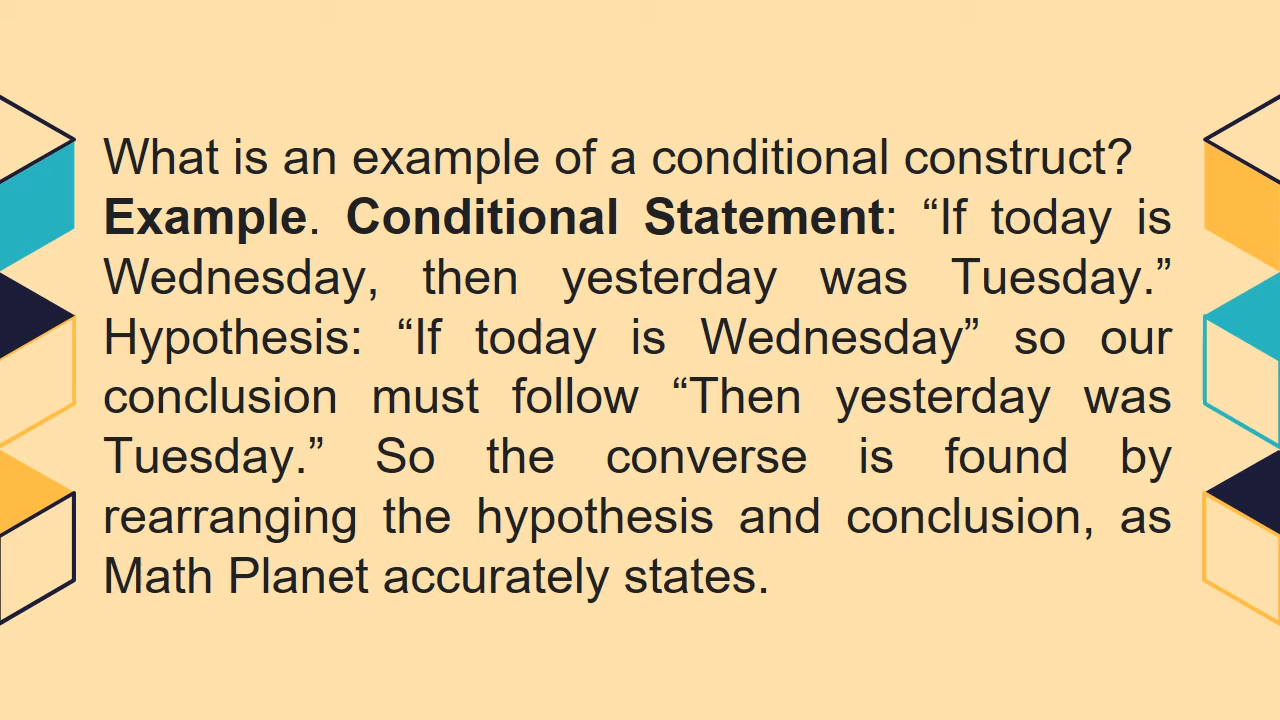 What is an example of a conditional construct?
Example. Conditional Statement: “If today is
Wednesday, then yesterday was Tuesday.”
Hypothesis: “If today is Wednesday” so our
conclusion must follow “Then yesterday was
Tuesday.” So the converse is found by
rearranging the hypothesis and conclusion, as
Math Planet accurately states.